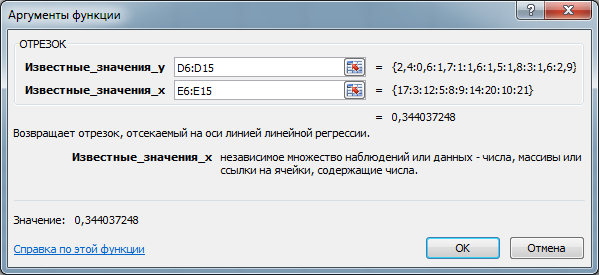 Аргументы функции
ОТРЕЗОК
Известные_значения_y D6:D15 = {2,4:0,6:1,7:1:1,6:1,5:1,8:3:1,6:2,9}
Известные_значения_x E6:E15 = {17:3:12:5:8:9:14:20:10:21}
= 0,344037248
Возвращает отрезок, отсекаемый на оси линией линейной регрессии.
Известные_значения_x независимое множество наблюдений или данных - числа, массивы или
ссылки на ячейки, содержащие числа.
Значение: 0,344037248
Справка по этой функции OK Отмена